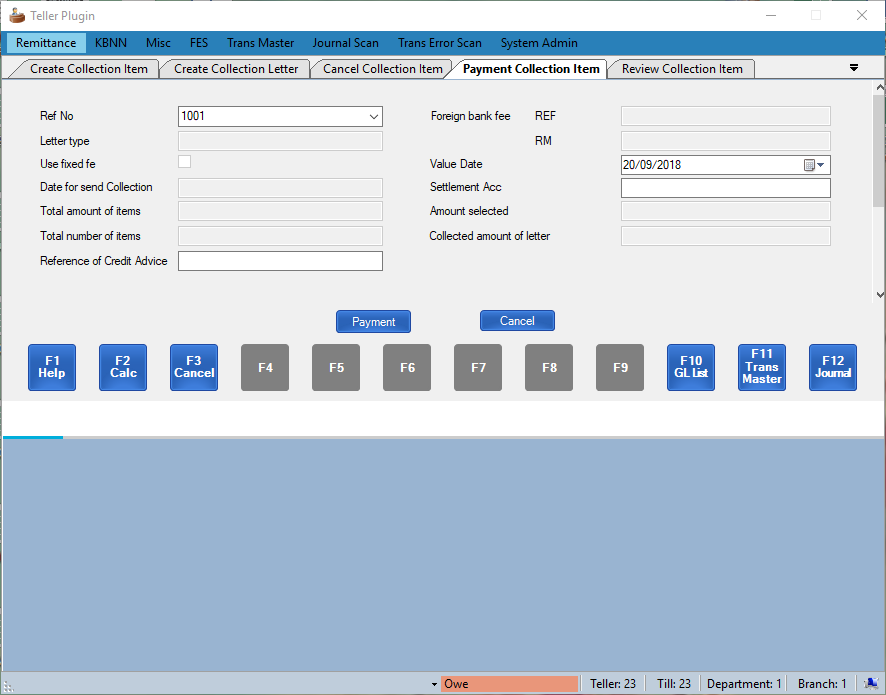 Teller Plugin
Remittance KBNN Misc FES Trans Master Journal Scan Trans Error Scan System Admin
Create Collection Item Create Collection Letter Cancel Collection Item Payment Collection Item Review Collection Item
Ref No 1001 Foreign bank fee REF
Letter type RM
Use fixed fe Value Date 20/09/2018
Date for send Collection Settlement Acc
Total amount of items Amount selected
Total number of items Collected amount of letter
Reference of Credit Advice
Payment Cancel
F1 Help F2 Calc F3 Cancel F4 F5 F6 F7 F8 F9 F10 GL List F11 Trans Master F12 Journal
Owe Teller: 23 Till: 23 Department: 1 Branch: 1